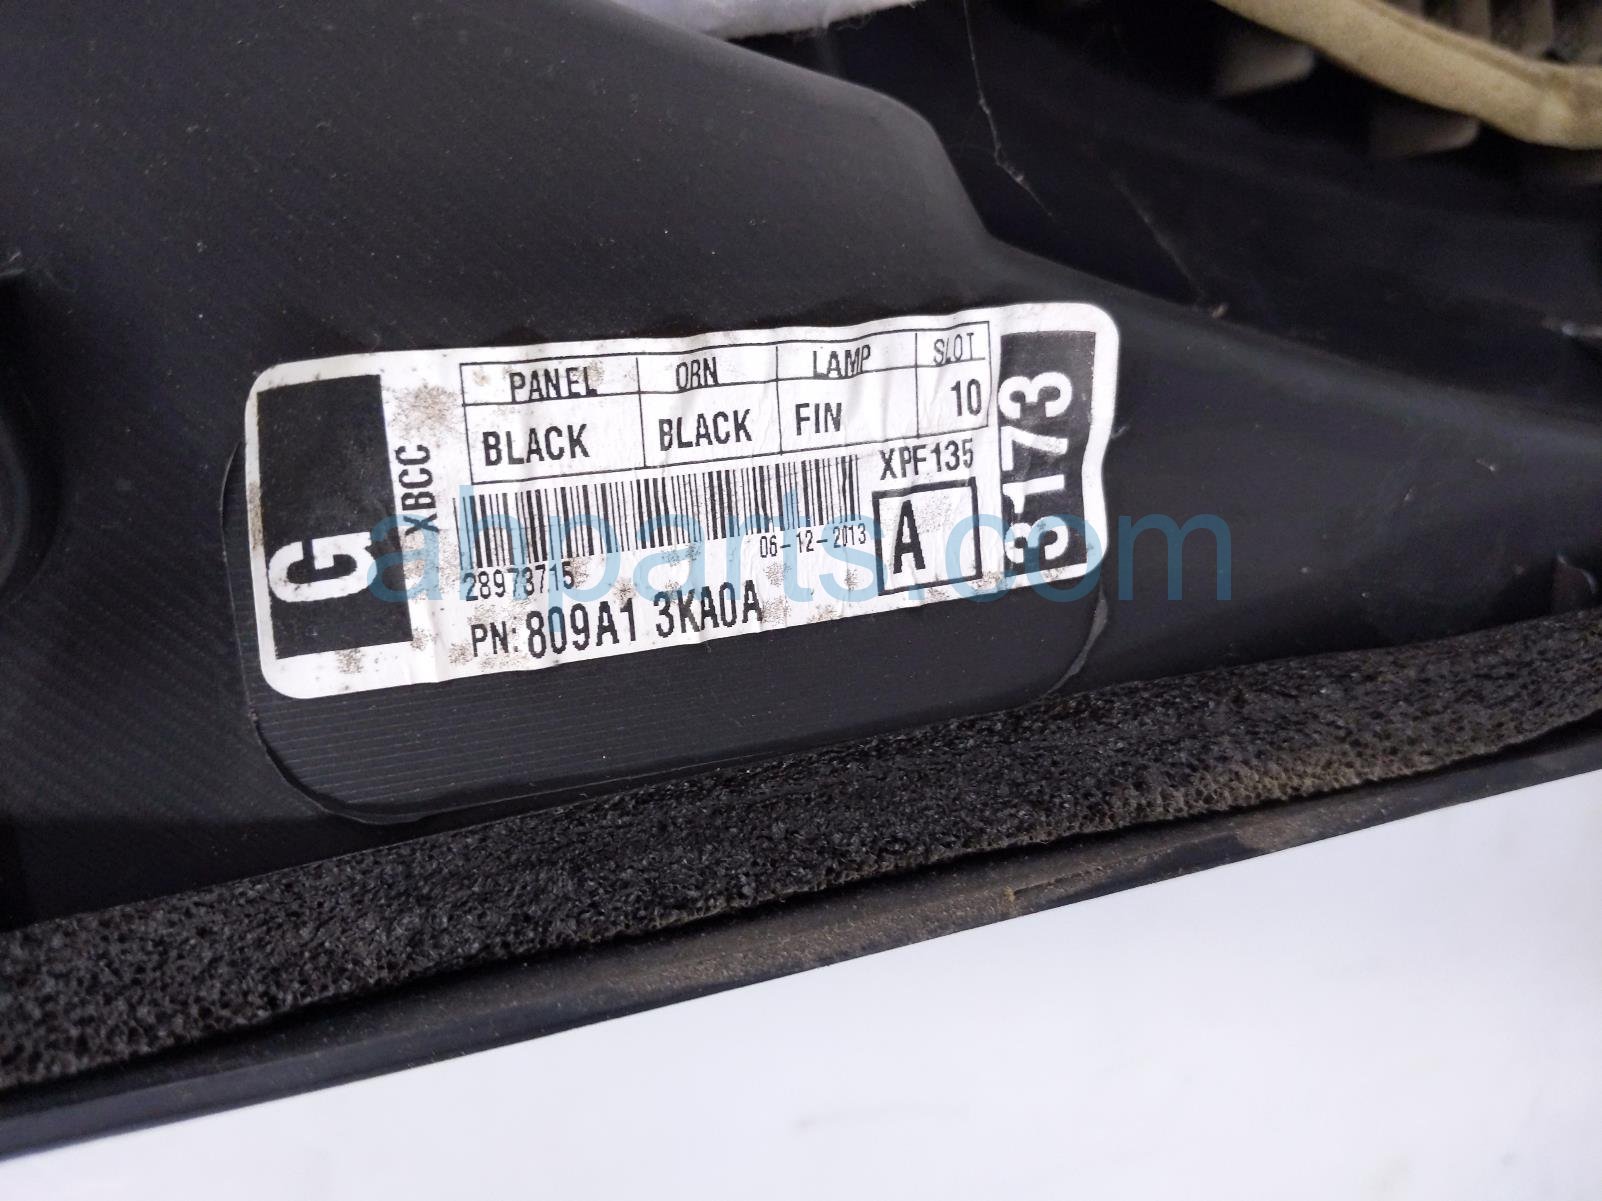 G
XBCC
PANEL ORN LAMP SLOT
BLACK BLACK FIN 10
XPF135
06-12-2013
A
28973715
PN: 809A1 3KA0A
3173
ahparts.com